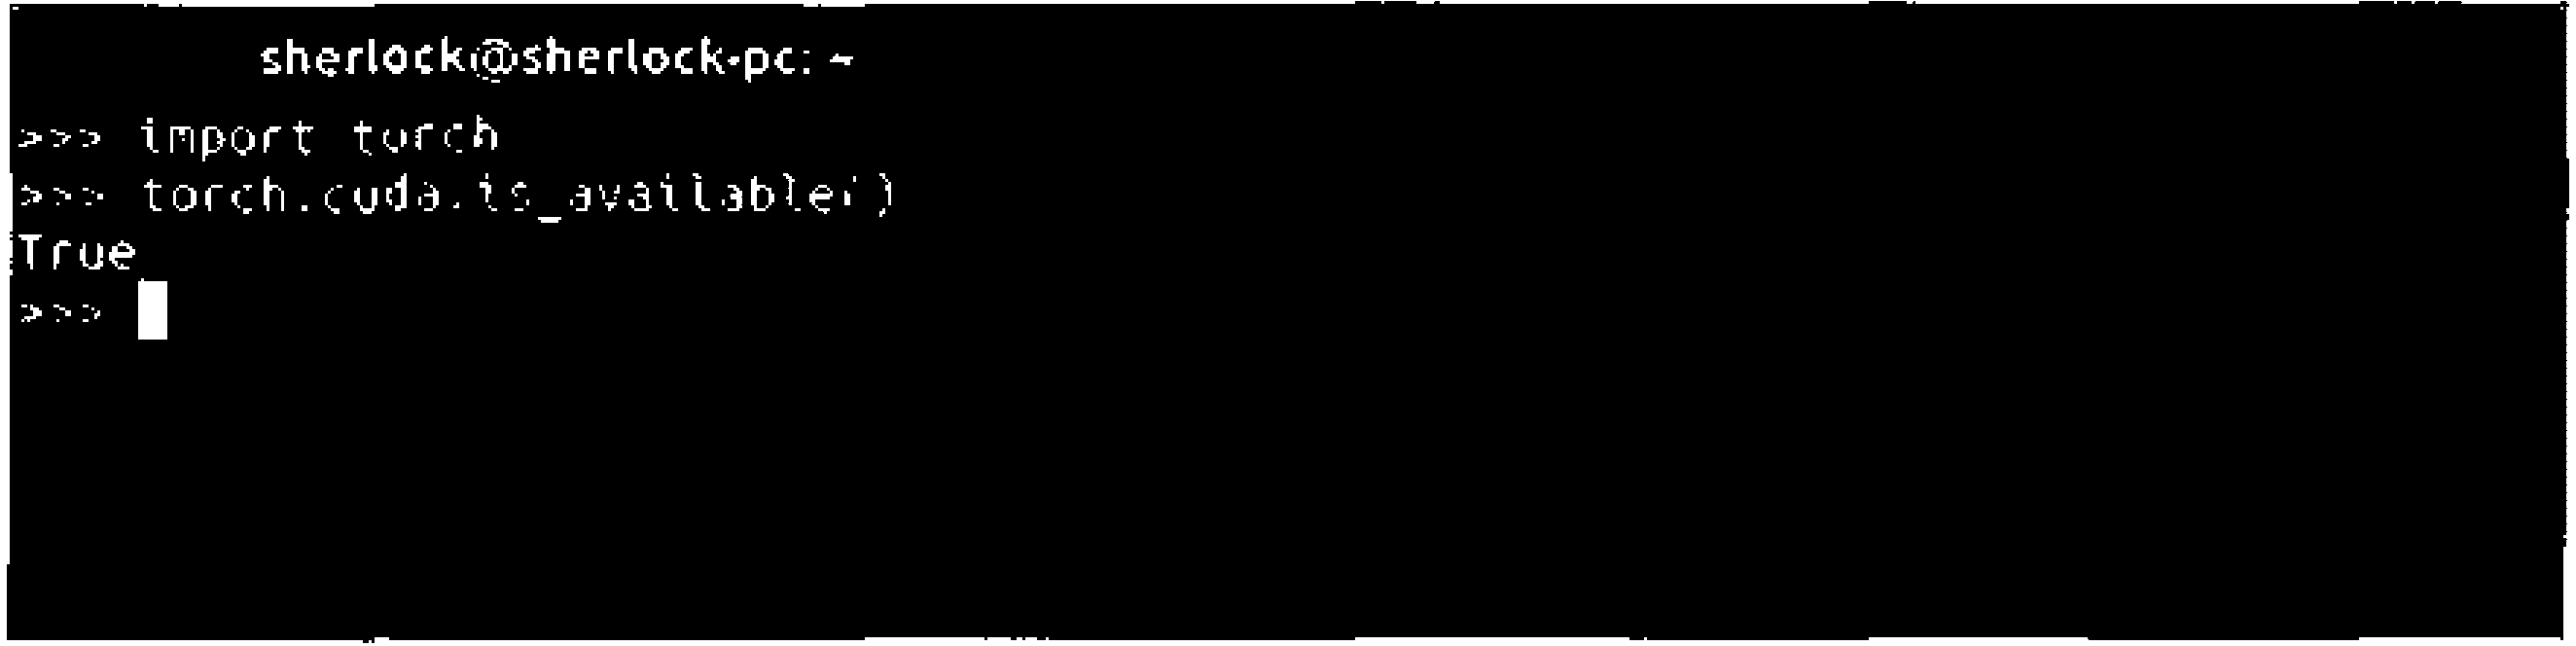 sherlock@sherlock-pc: ~
>>> import torch
>>> torch.cuda.is_available()
True
>>>